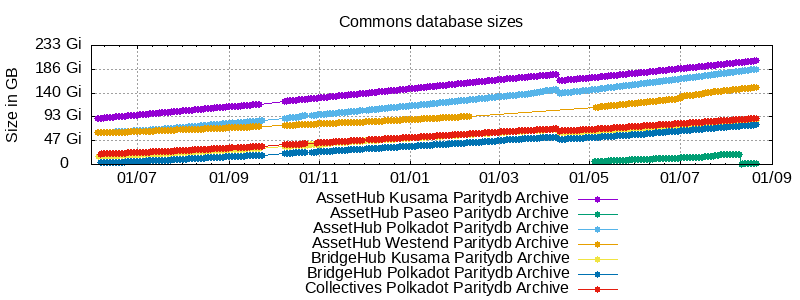 Commons database sizes
Size in GB
233 Gi
186 Gi
140 Gi
93 Gi
47 Gi
0
01/07 01/09 01/11 01/01 01/03 01/05 01/07 01/09
AssetHub Kusama Paritydb Archive
AssetHub Paseo Paritydb Archive
AssetHub Polkadot Paritydb Archive
AssetHub Westend Paritydb Archive
BridgeHub Kusama Paritydb Archive
BridgeHub Polkadot Paritydb Archive
Collectives Polkadot Paritydb Archive